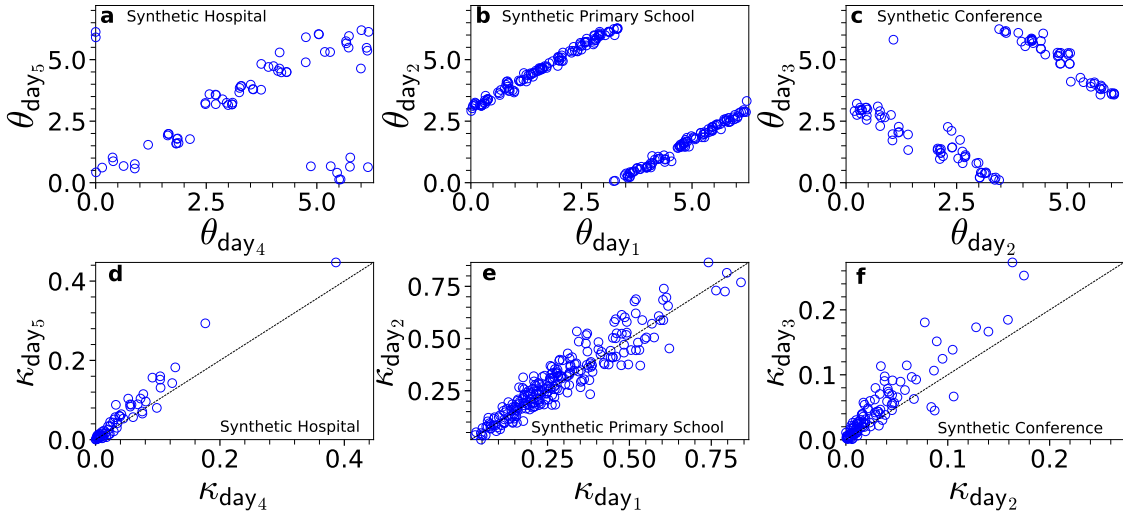 a Synthetic Hospital
b Synthetic Primary School
c Synthetic Conference
θday5
5.0
2.5
0.0
0.0 2.5 5.0
θday4
θday2
5.0
2.5
0.0
0.0 2.5 5.0
θday1
θday3
5.0
2.5
0.0
0.0 2.5 5.0
θday2
d
κday5
0.4
0.2
0.0
Synthetic Hospital
0.0 0.2 0.4
κday4
e
κday2
0.75
0.50
0.25
Synthetic Primary School
0.25 0.50 0.75
κday1
f
κday3
0.2
0.1
0.0
Synthetic Conference
0.0 0.1 0.2
κday2